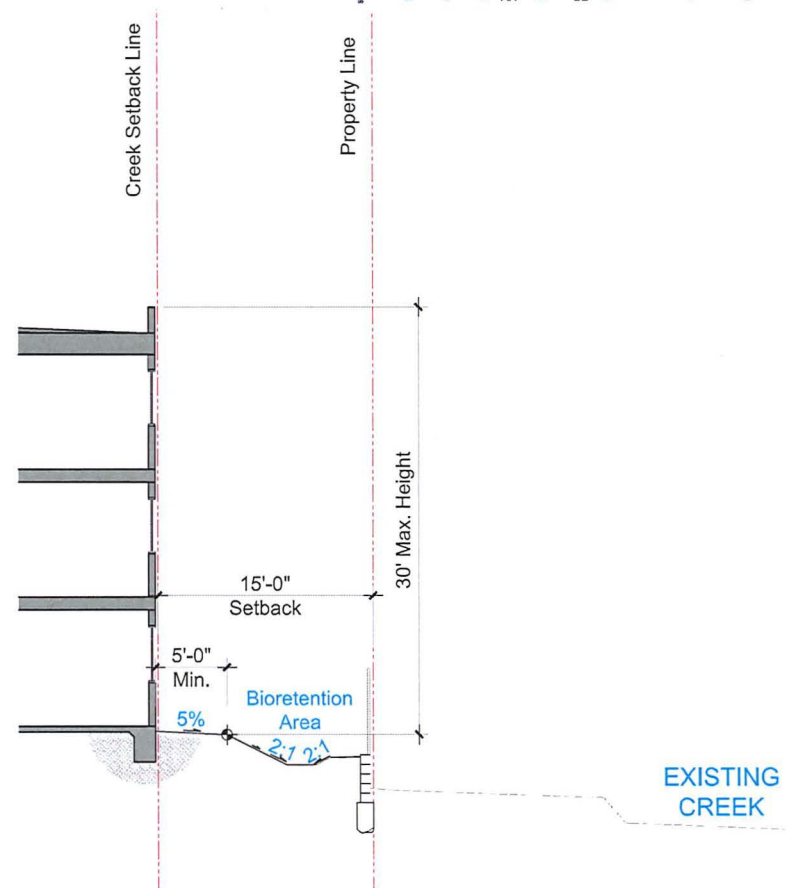 Creek Setback Line
Property Line
30' Max. Height
15'-0"
Setback
5'-0"
Min.
Bioretention
Area
5%
2:1
2:1
EXISTING
CREEK